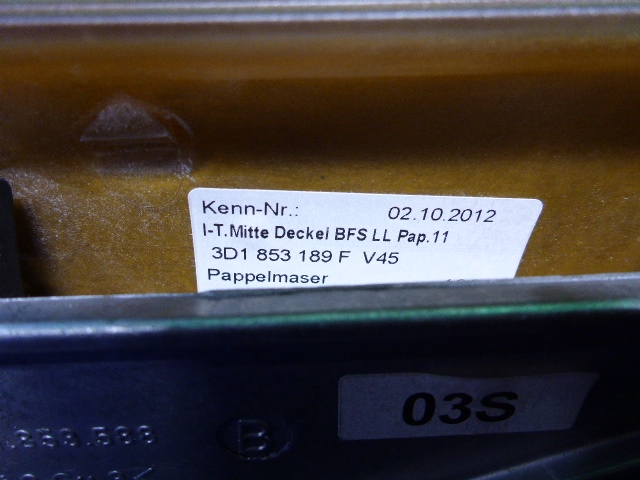 Kenn-Nr.: 02.10.2012
I-T.Mitte Deckel BFS LL Pap.11
3D1 853 189 F V45
Pappelmaser
03S
B